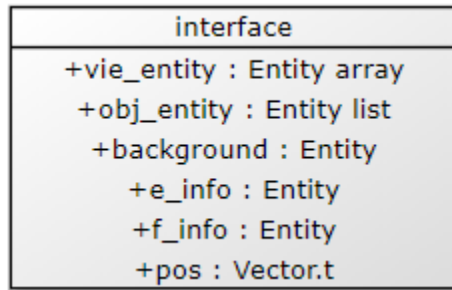 interface
+vie_entity : Entity array
+obj_entity : Entity list
+background : Entity
+e_info : Entity
+f_info : Entity
+pos : Vector.t